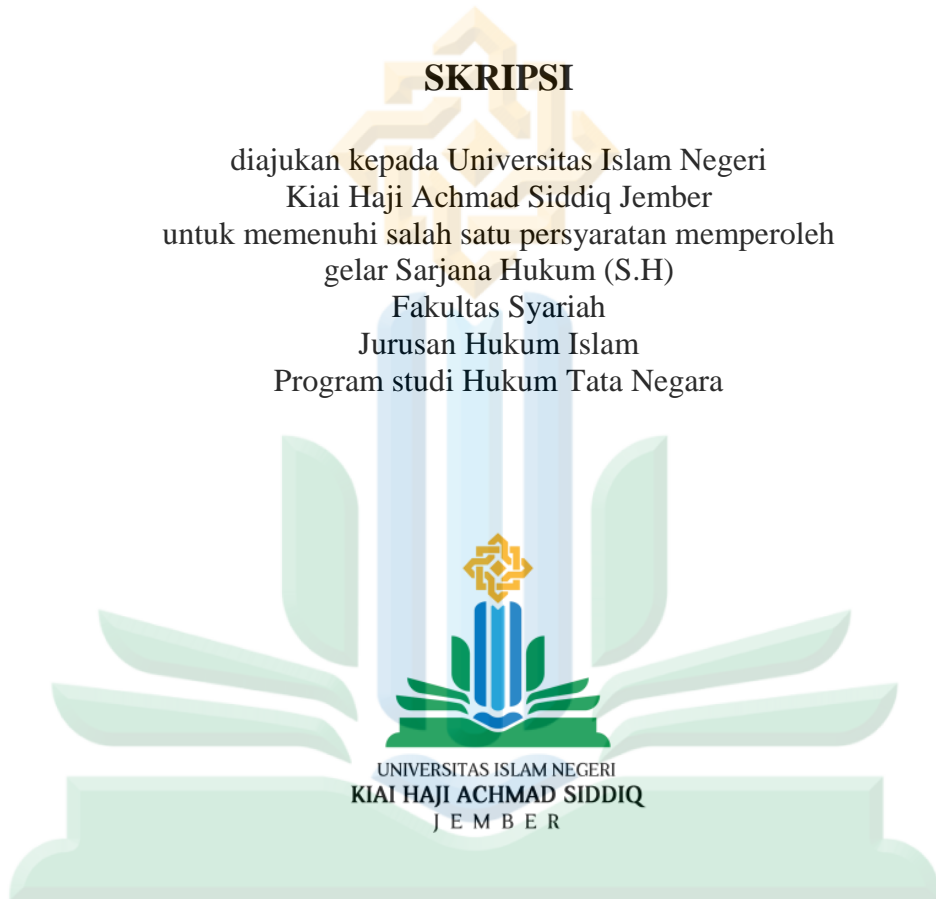 SKRIPSI
diajukan kepada Universitas Islam Negeri
Kiai Haji Achmad Siddiq Jember
untuk memenuhi salah satu persyaratan memperoleh
gelar Sarjana Hukum (S.H)
Fakultas Syariah
Jurusan Hukum Islam
Program studi Hukum Tata Negara
UNIVERSITAS ISLAM NEGERI
KIAI HAJI ACHMAD SIDDIQ
JEMBER